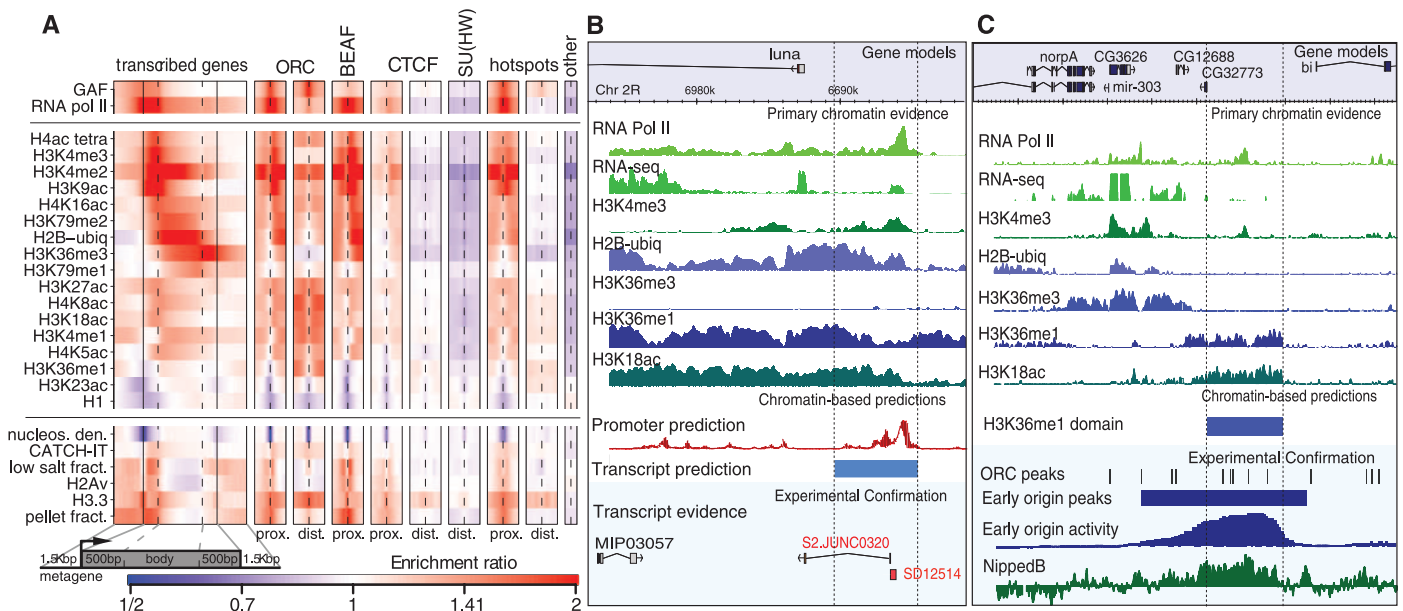 A
transcribed genes
ORC
BEAF
CTCF
SU(HW)
hotspots
other
GAF
RNA pol II
H4ac tetra
H3K4me3
H3K4me2
H3K9ac
H4K16ac
H3K79me2
H2B−ubiq
H3K36me3
H3K79me1
H3K27ac
H4K8ac
H3K18ac
H3K4me1
H4K5ac
H3K36me1
H3K23ac
H1
nucleos. den.
CATCH-IT
low salt fract.
H2Av
H3.3
pellet fract.
prox. dist. prox. dist. prox. dist.
1.5Kp 500bp body 500bp 1.5Kp
metagene
Enrichment ratio
1/2 0.7 1 1.41 2
B
luna
Gene models
Chr 2R 6980k 6690k
Primary chromatin evidence
RNA Pol II
RNA-seq
H3K4me3
H2B-ubiq
H3K36me3
H3K36me1
H3K18ac
Chromatin-based predictions
Promoter prediction
Transcript prediction
Experimental Confirmation
Transcript evidence
MIP03057
S2.JUNC0320
SD12514
C
norpA CG3626 CG12688 Gene models
mir-303 CG32773 bi
Primary chromatin evidence
RNA Pol II
RNA-seq
H3K4me3
H2B-ubiq
H3K36me3
H3K36me1
H3K18ac
Chromatin-based predictions
H3K36me1 domain
Experimental Confirmation
ORC peaks
Early origin peaks
Early origin activity
NippedB